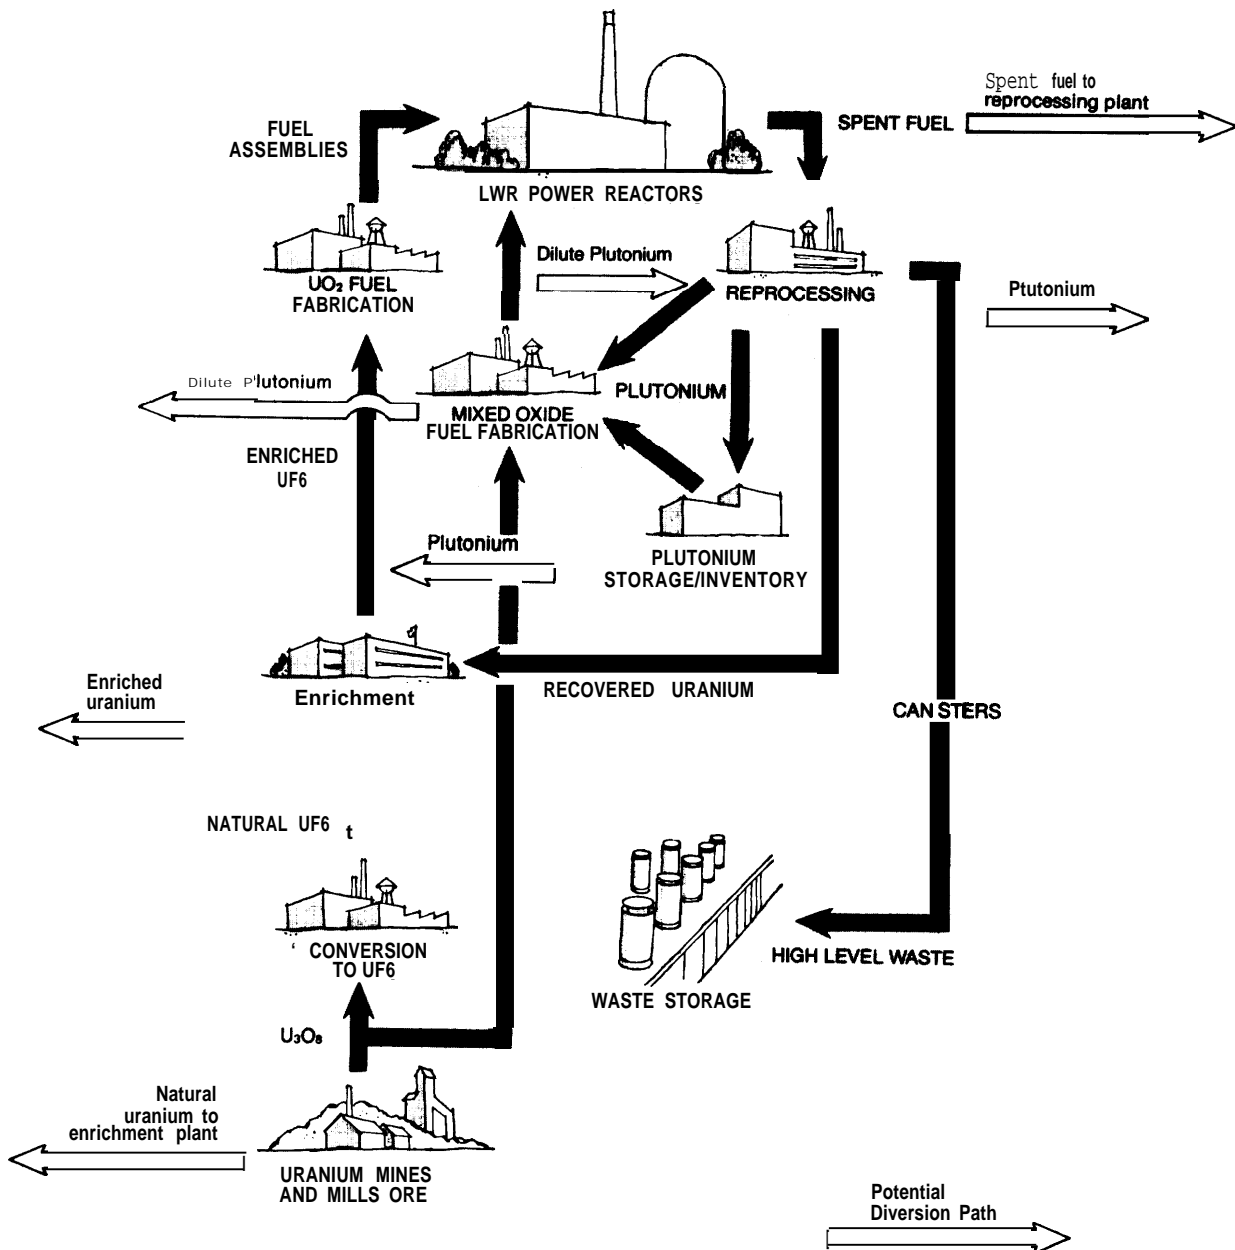 Spent fuel to
reprocessing plant
SPENT FUEL
FUEL
ASSEMBLIES
LWR POWER REACTORS
Dilute Plutonium
UO₂ FUEL
FABRICATION
REPROCESSING
Ptutonium
Dilute P'lutonium
PLUTONIUM
MIXED OXIDE
FUEL FABRICATION
ENRICHED
UF6
Plutonium
PLUTONIUM
STORAGE/INVENTORY
Enriched
uranium
Enrichment
RECOVERED URANIUM
CAN STERS
NATURAL UF6 t
CONVERSION
TO UF6
HIGH LEVEL WASTE
WASTE STORAGE
U₃O₈
Natural
uranium to
enrichment plant
URANIUM MINES
AND MILLS ORE
Potential
Diversion Path